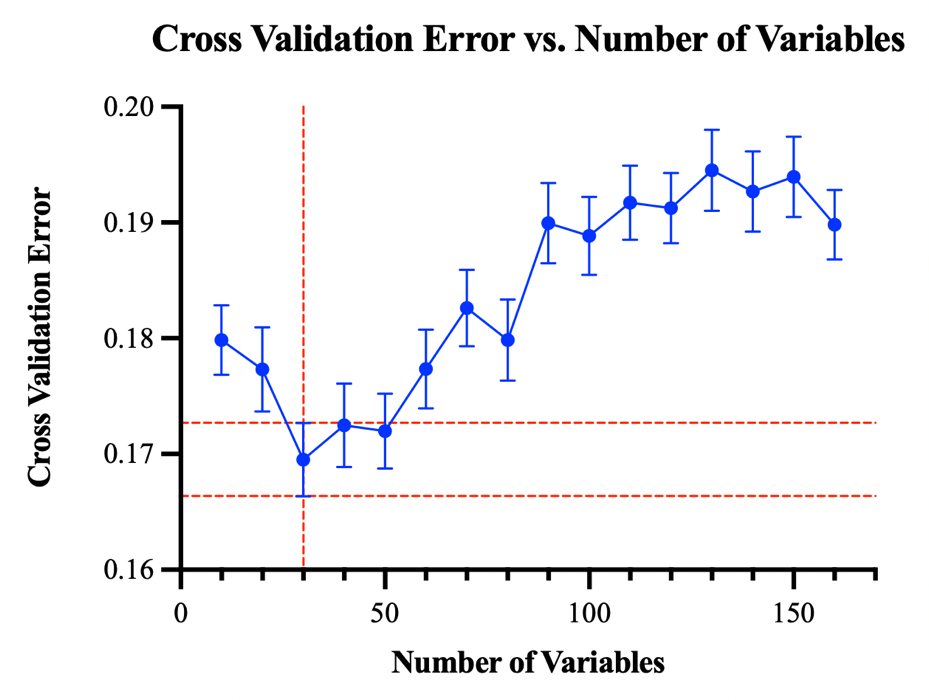 Cross Validation Error vs. Number of Variables
Cross Validation Error
0.20
0.19
0.18
0.17
0.16
0 50 100 150
Number of Variables